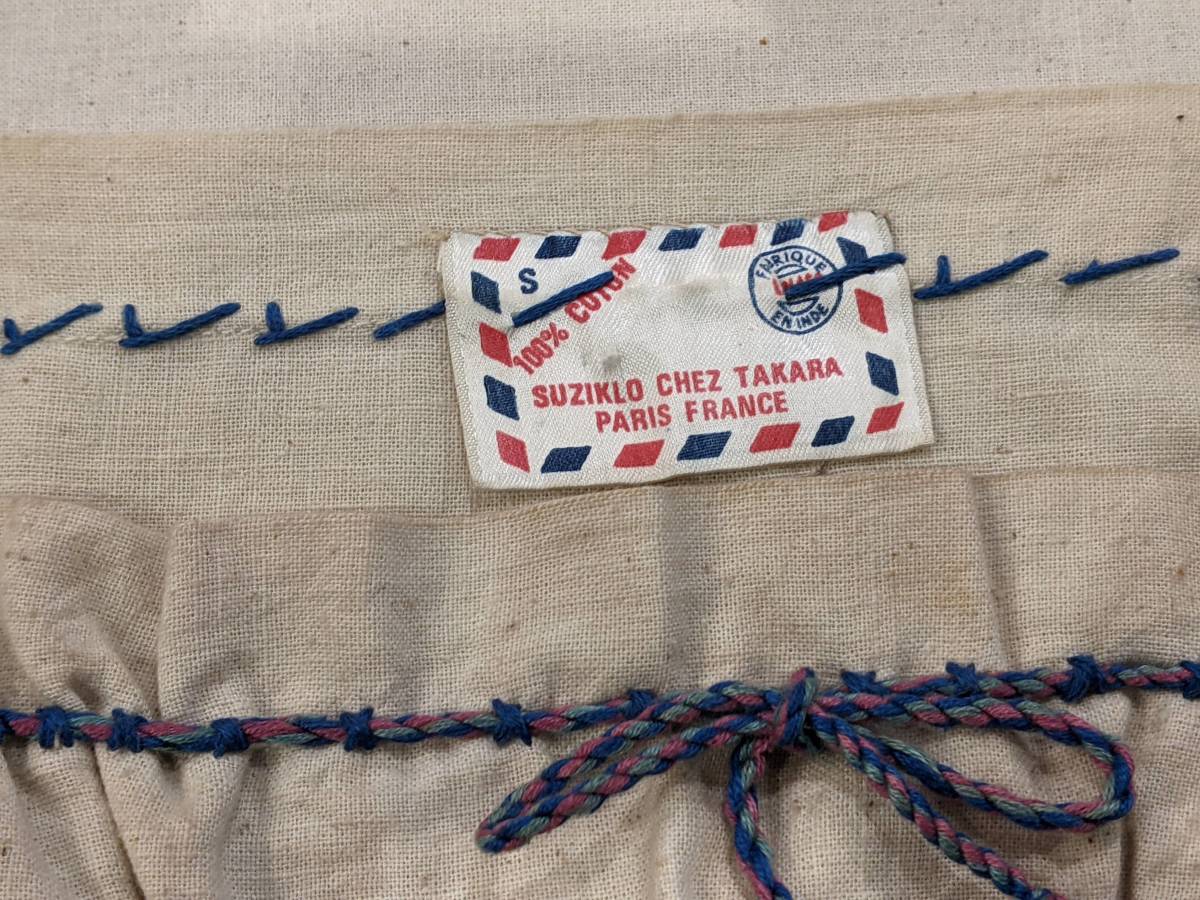 S
100% COTON
FABRIQUE
EN INDE
SUZIKLO CHEZ TAKARA
PARIS FRANCE